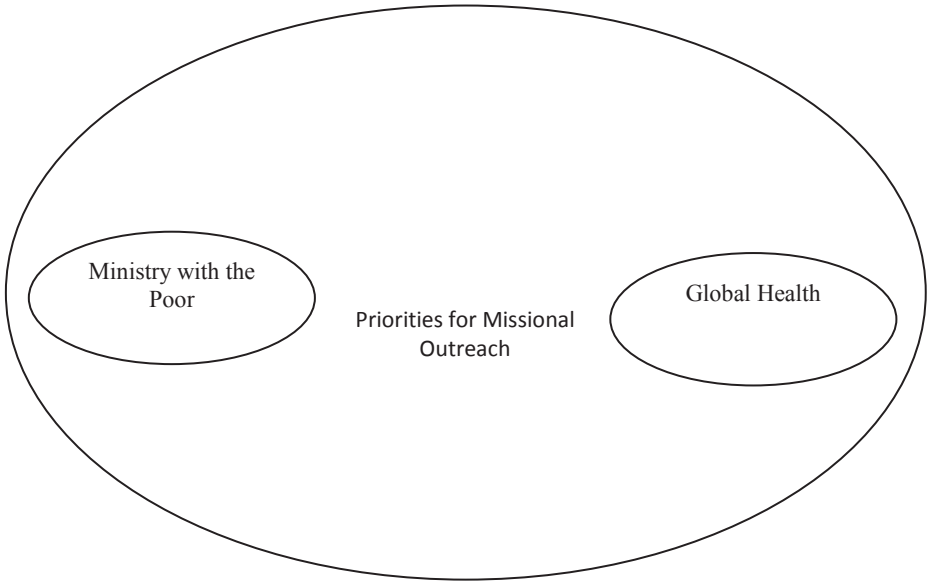 Ministry with the
Poor
Priorities for Missional
Outreach
Global Health